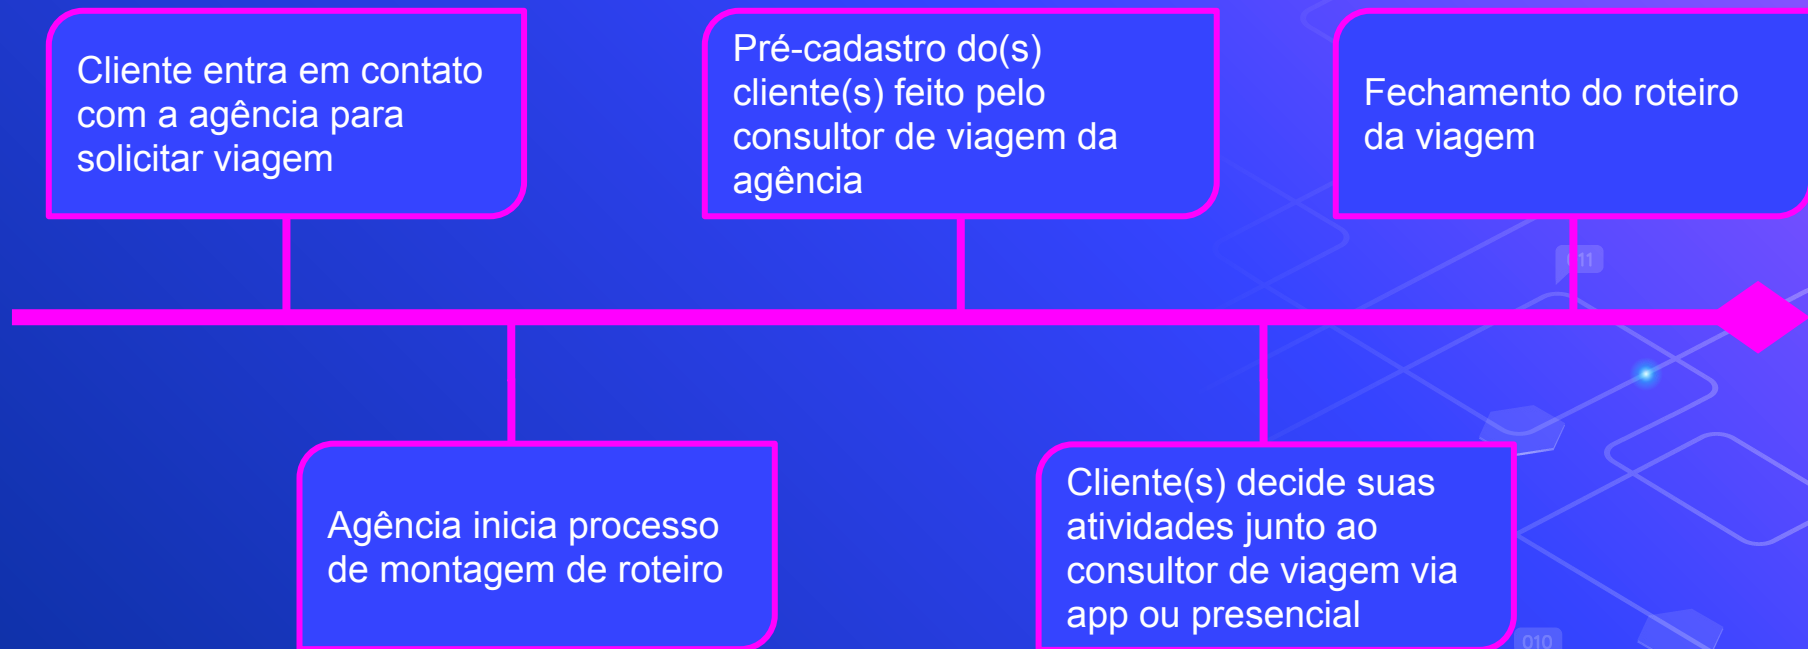 Cliente entra em contato
com a agência para
solicitar viagem
Agência inicia processo
de montagem de roteiro
Pré-cadastro do(s)
cliente(s) feito pelo
consultor de viagem da
agência
Cliente(s) decide suas
atividades junto ao
consultor de viagem via
app ou presencial
Fechamento do roteiro
da viagem
011
010